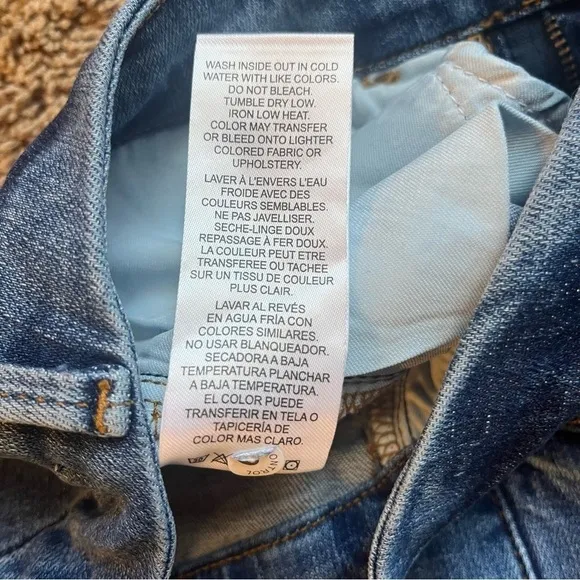 WASH INSIDE OUT IN COLD
WATER WITH LIKE COLORS.
DO NOT BLEACH.
TUMBLE DRY LOW.
IRON LOW HEAT.
COLOR MAY TRANSFER
OR BLEED ONTO LIGHTER
COLORED FABRIC OR
UPHOLSTERY.
LAVER À L'ENVERS L'EAU
FROIDE AVEC DES
COULEURS SEMBLABLES.
NE PAS JAVELLISER.
SECHE-LINGE DOUX
REPASSAGE À FER DOUX.
LA COULEUR PEUT ÊTRE
TRANSFEREE OU TACHEE
SUR UN TISSU DE COULEUR
PLUS CLAIR.
LAVAR AL REVÉS
EN AGUA FRÍA CON
COLORES SIMILARES.
NO USAR BLANQUEADOR.
SECADORA A BAJA
TEMPERATURA PLANCHAR
A BAJA TEMPERATURA.
EL COLOR PUEDE
TRANSFERIR EN TELA O
TAPICERÍA DE
COLOR MAS CLARO.